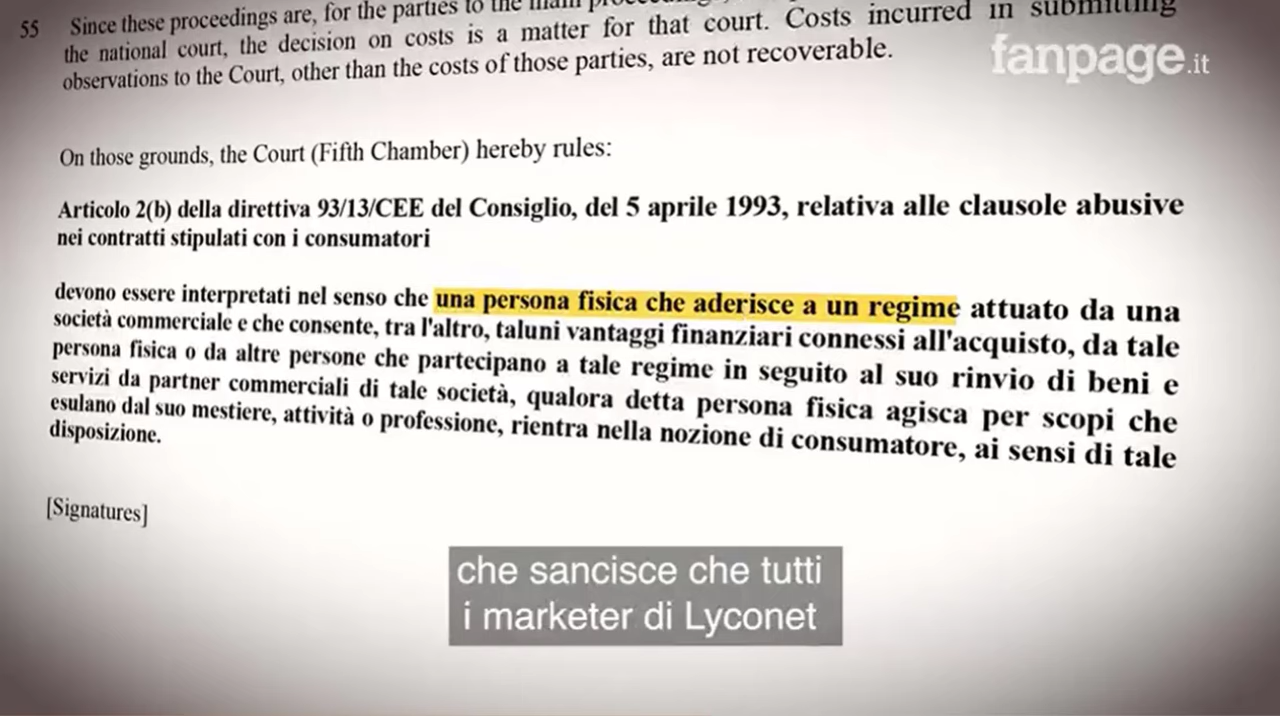 55 Since these proceedings are, for the parties to the main
the national court, the decision on costs is a matter for that court. Costs incurred in submitting
observations to the Court, other than the costs of those parties, are not recoverable.
fanpage.it
On those grounds, the Court (Fifth Chamber) hereby rules:
Articolo 2(b) della direttiva 93/13/CEE del Consiglio, del 5 aprile 1993, relativa alle clausole abusive
nei contratti stipulati con i consumatori
devono essere interpretati nel senso che una persona fisica che aderisce a un regime attuato da una
società commerciale e che consente, tra l'altro, taluni vantaggi finanziari connessi all'acquisto, da tale
persona fisica o da altre persone che partecipano a tale regime in seguito al suo rinvio di beni e
servizi da partner commerciali di tale società, qualora detta persona fisica agisca per scopi che
esulano dal suo mestiere, attività o professione, rientra nella nozione di consumatore, ai sensi di tale
disposizione.
[Signatures]
che sancisce che tutti
i marketer di Lyconet